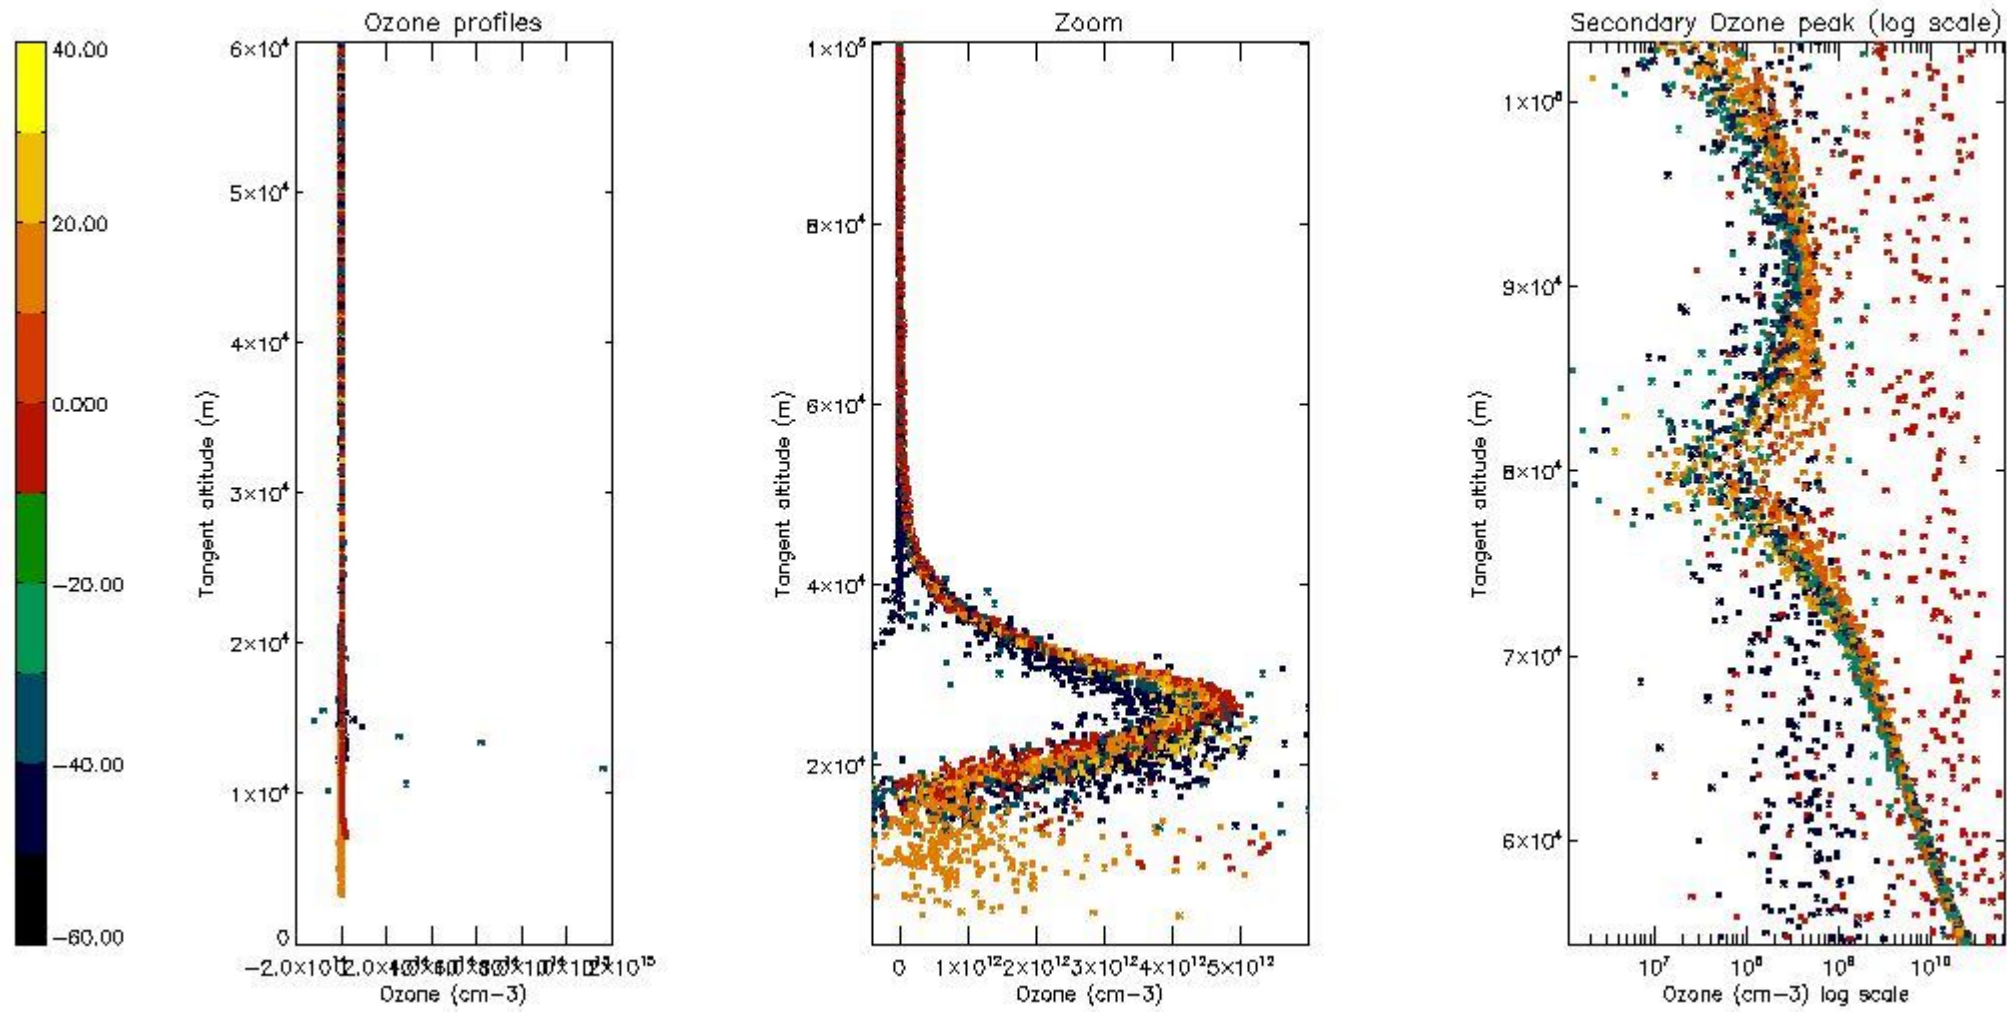 Ozone profiles
Zoom
Secondary Ozone peak (log scale)
40.00
20.00
0.000
−20.00
−40.00
−60.00
6×10⁴
5×10⁴
4×10⁴
3×10⁴
2×10⁴
1×10⁴
0
Tangent altitude (m)
Ozone (cm−3)
1×10⁵
8×10⁴
6×10⁴
4×10⁴
2×10⁴
Tangent altitude (m)
0 1×10¹² 2×10¹² 3×10¹² 4×10¹² 5×10¹²
Ozone (cm−3)
1×10⁵
9×10⁴
8×10⁴
7×10⁴
6×10⁴
Tangent altitude (m)
10⁷ 10⁸ 10⁹ 10¹⁰
Ozone (cm−3) log scale